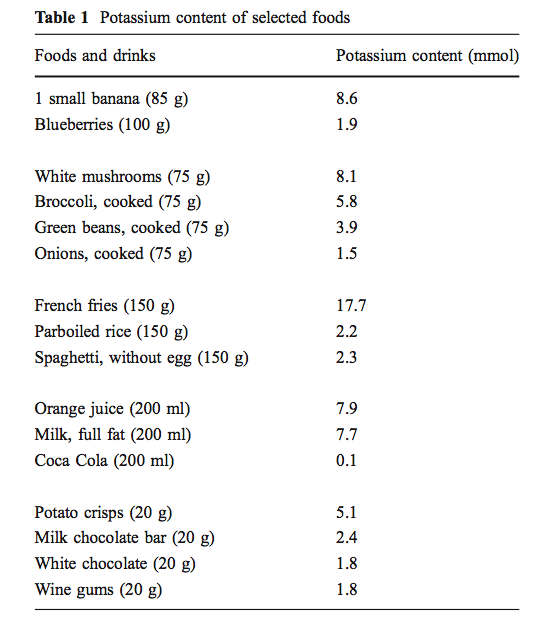 Table 1 Potassium content of selected foods
Foods and drinks Potassium content (mmol)
1 small banana (85 g) 8.6
Blueberries (100 g) 1.9
White mushrooms (75 g) 8.1
Broccoli, cooked (75 g) 5.8
Green beans, cooked (75 g) 3.9
Onions, cooked (75 g) 1.5
French fries (150 g) 17.7
Parboiled rice (150 g) 2.2
Spaghetti, without egg (150 g) 2.3
Orange juice (200 ml) 7.9
Milk, full fat (200 ml) 7.7
Coca Cola (200 ml) 0.1
Potato crisps (20 g) 5.1
Milk chocolate bar (20 g) 2.4
White chocolate (20 g) 1.8
Wine gums (20 g) 1.8